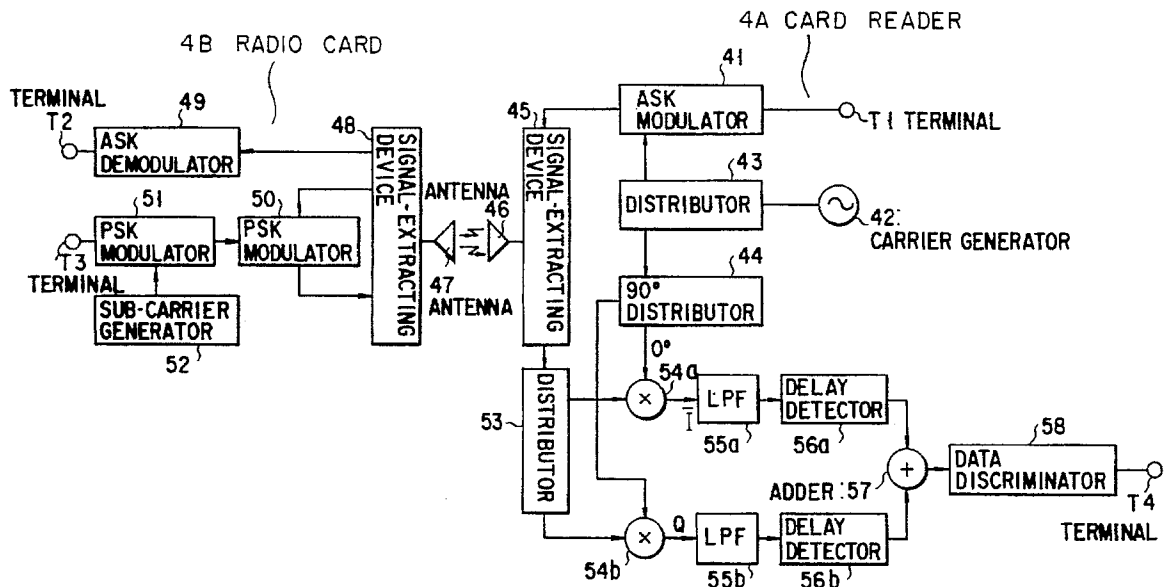 4A CARD READER
4B RADIO CARD
41
ASK
MODULATOR
T1 TERMINAL
TERMINAL
T2
49
ASK
DEMODULATOR
48
SIGNAL-EXTRACTING
DEVICE
45
SIGNAL-EXTRACTING
DEVICE
43
DISTRIBUTOR
42:
CARRIER GENERATOR
ANTENNA
46
47
ANTENNA
51
PSK
MODULATOR
50
PSK
MODULATOR
T3
TERMINAL
SUB-CARRIER
GENERATOR
52
44
90°
DISTRIBUTOR
0°
53
DISTRIBUTOR
54a
×
I
LPF
55a
DELAY
DETECTOR
56a
ADDER:57
+
58
DATA
DISCRIMINATOR
T4
TERMINAL
54b
×
Q
LPF
55b
DELAY
DETECTOR
56b